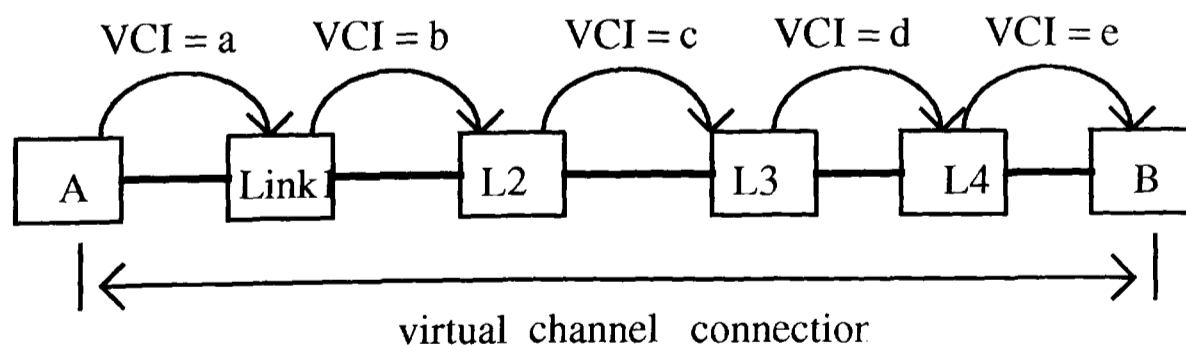 VCI = a VCI = b VCI = c VCI = d VCI = e
A Link1 L2 L3 L4 B
virtual channel connectior